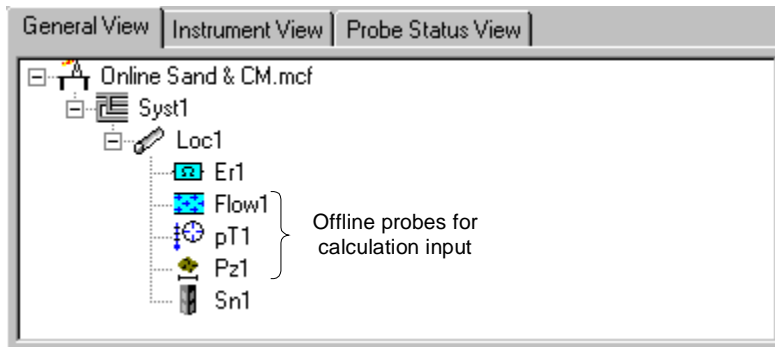 General View Instrument View Probe Status View
Online Sand & CM.mcf
Syst1
Loc1
Er1
Flow1
pT1
Pz1
Sn1
Offline probes for
calculation input